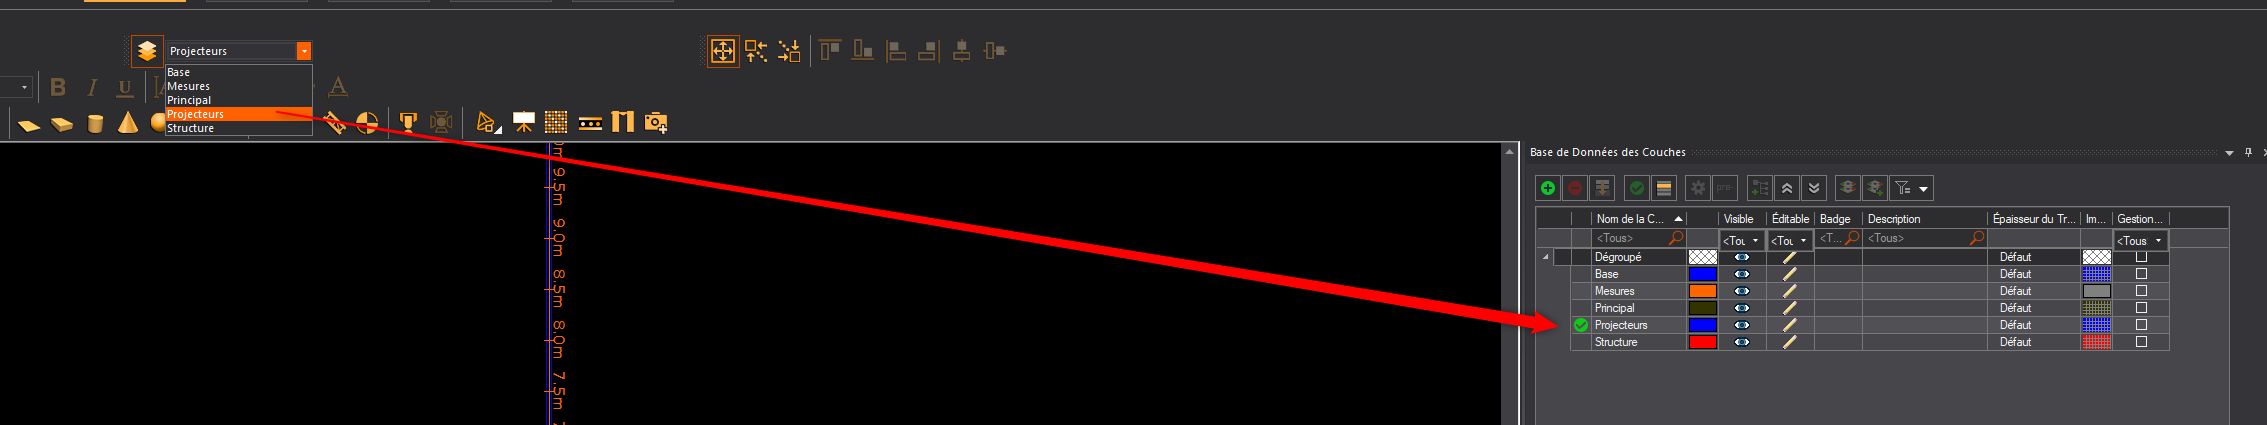 Projecteurs
Base
Mesures
Principal
Projecteurs
Structure
B I U A
9.5m
9.0m
8.5m
8.0m
7.5m
Base de Données des Couches
pre-
Nom de la C... Visible Éditable Badge Description Épaisseur du Tr... Im... Gestion...
<Tous> <Tou <Tou <T... <Tous> <Tous
Dégroupé Défaut
Base Défaut
Mesures Défaut
Principal Défaut
Projecteurs Défaut
Structure Défaut